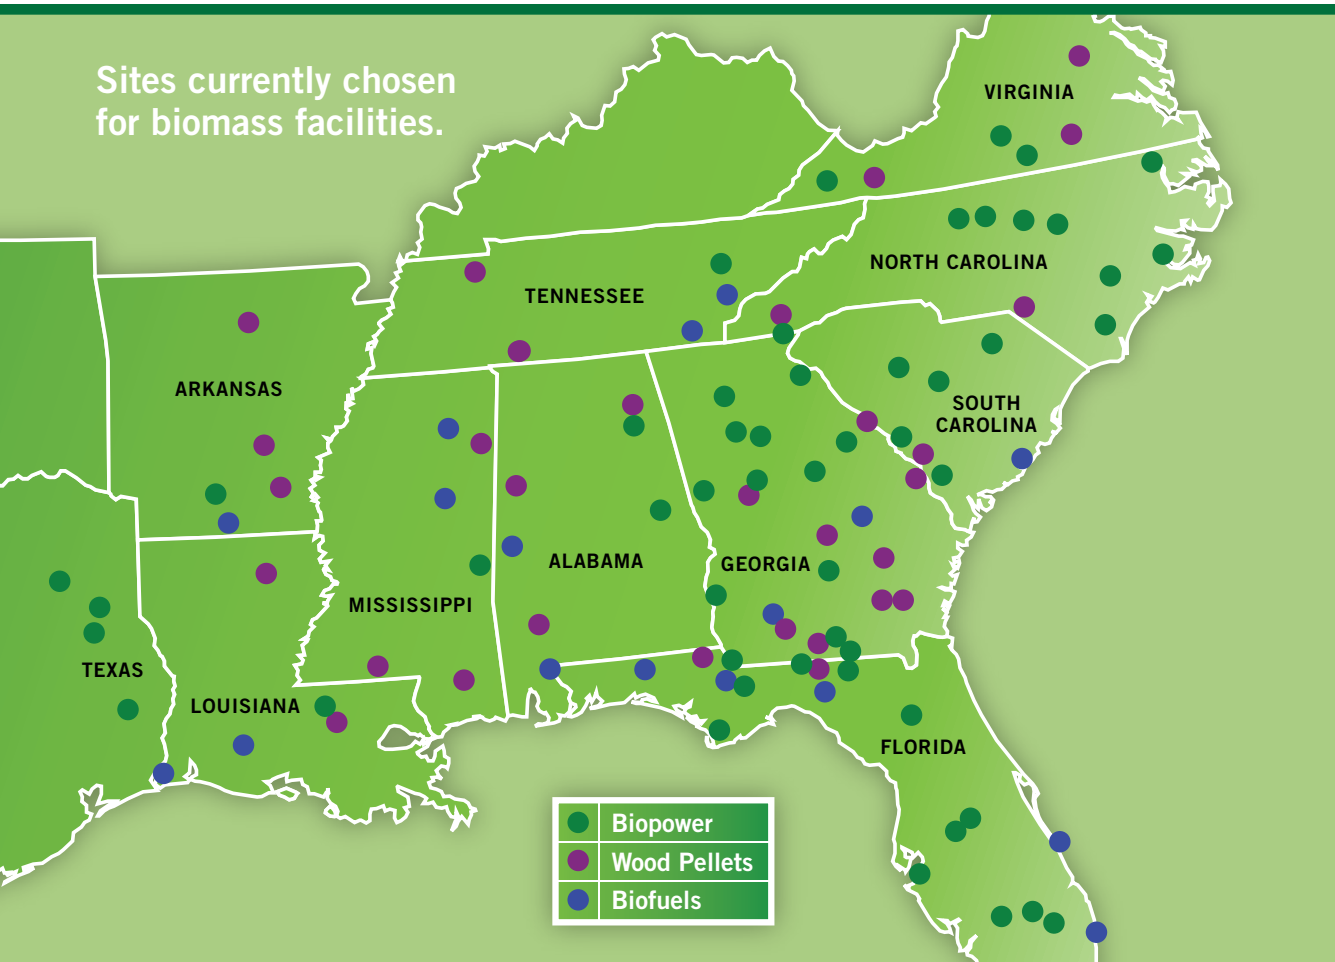 Sites currently chosen
for biomass facilities.
VIRGINIA
NORTH CAROLINA
TENNESSEE
ARKANSAS
SOUTH
CAROLINA
ALABAMA
GEORGIA
MISSISSIPPI
TEXAS
LOUISIANA
FLORIDA
Biopower
Wood Pellets
Biofuels